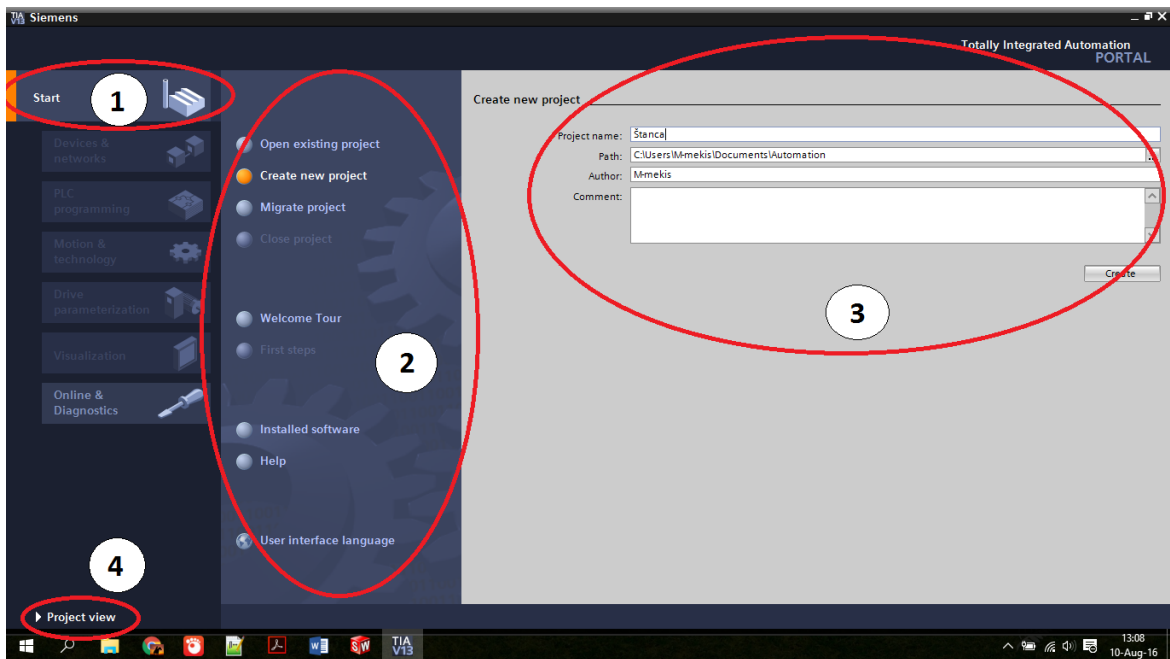 TIA V13 Siemens
Totally Integrated Automation
PORTAL
Start
1
Devices &
networks
PLC
programming
Motion &
technology
Drive
parameterization
Visualization
Online &
Diagnostics
4
Project view
Open existing project
Create new project
Migrate project
Close project
Welcome Tour
First steps
2
Installed software
Help
User interface language
Create new project
Project name: Štanca
Path: C:\Users\M-mekis\Documents\Automation
...
Author: M-mekis
Comment:
Create
3
TIA
V13
13:08
10-Aug-16